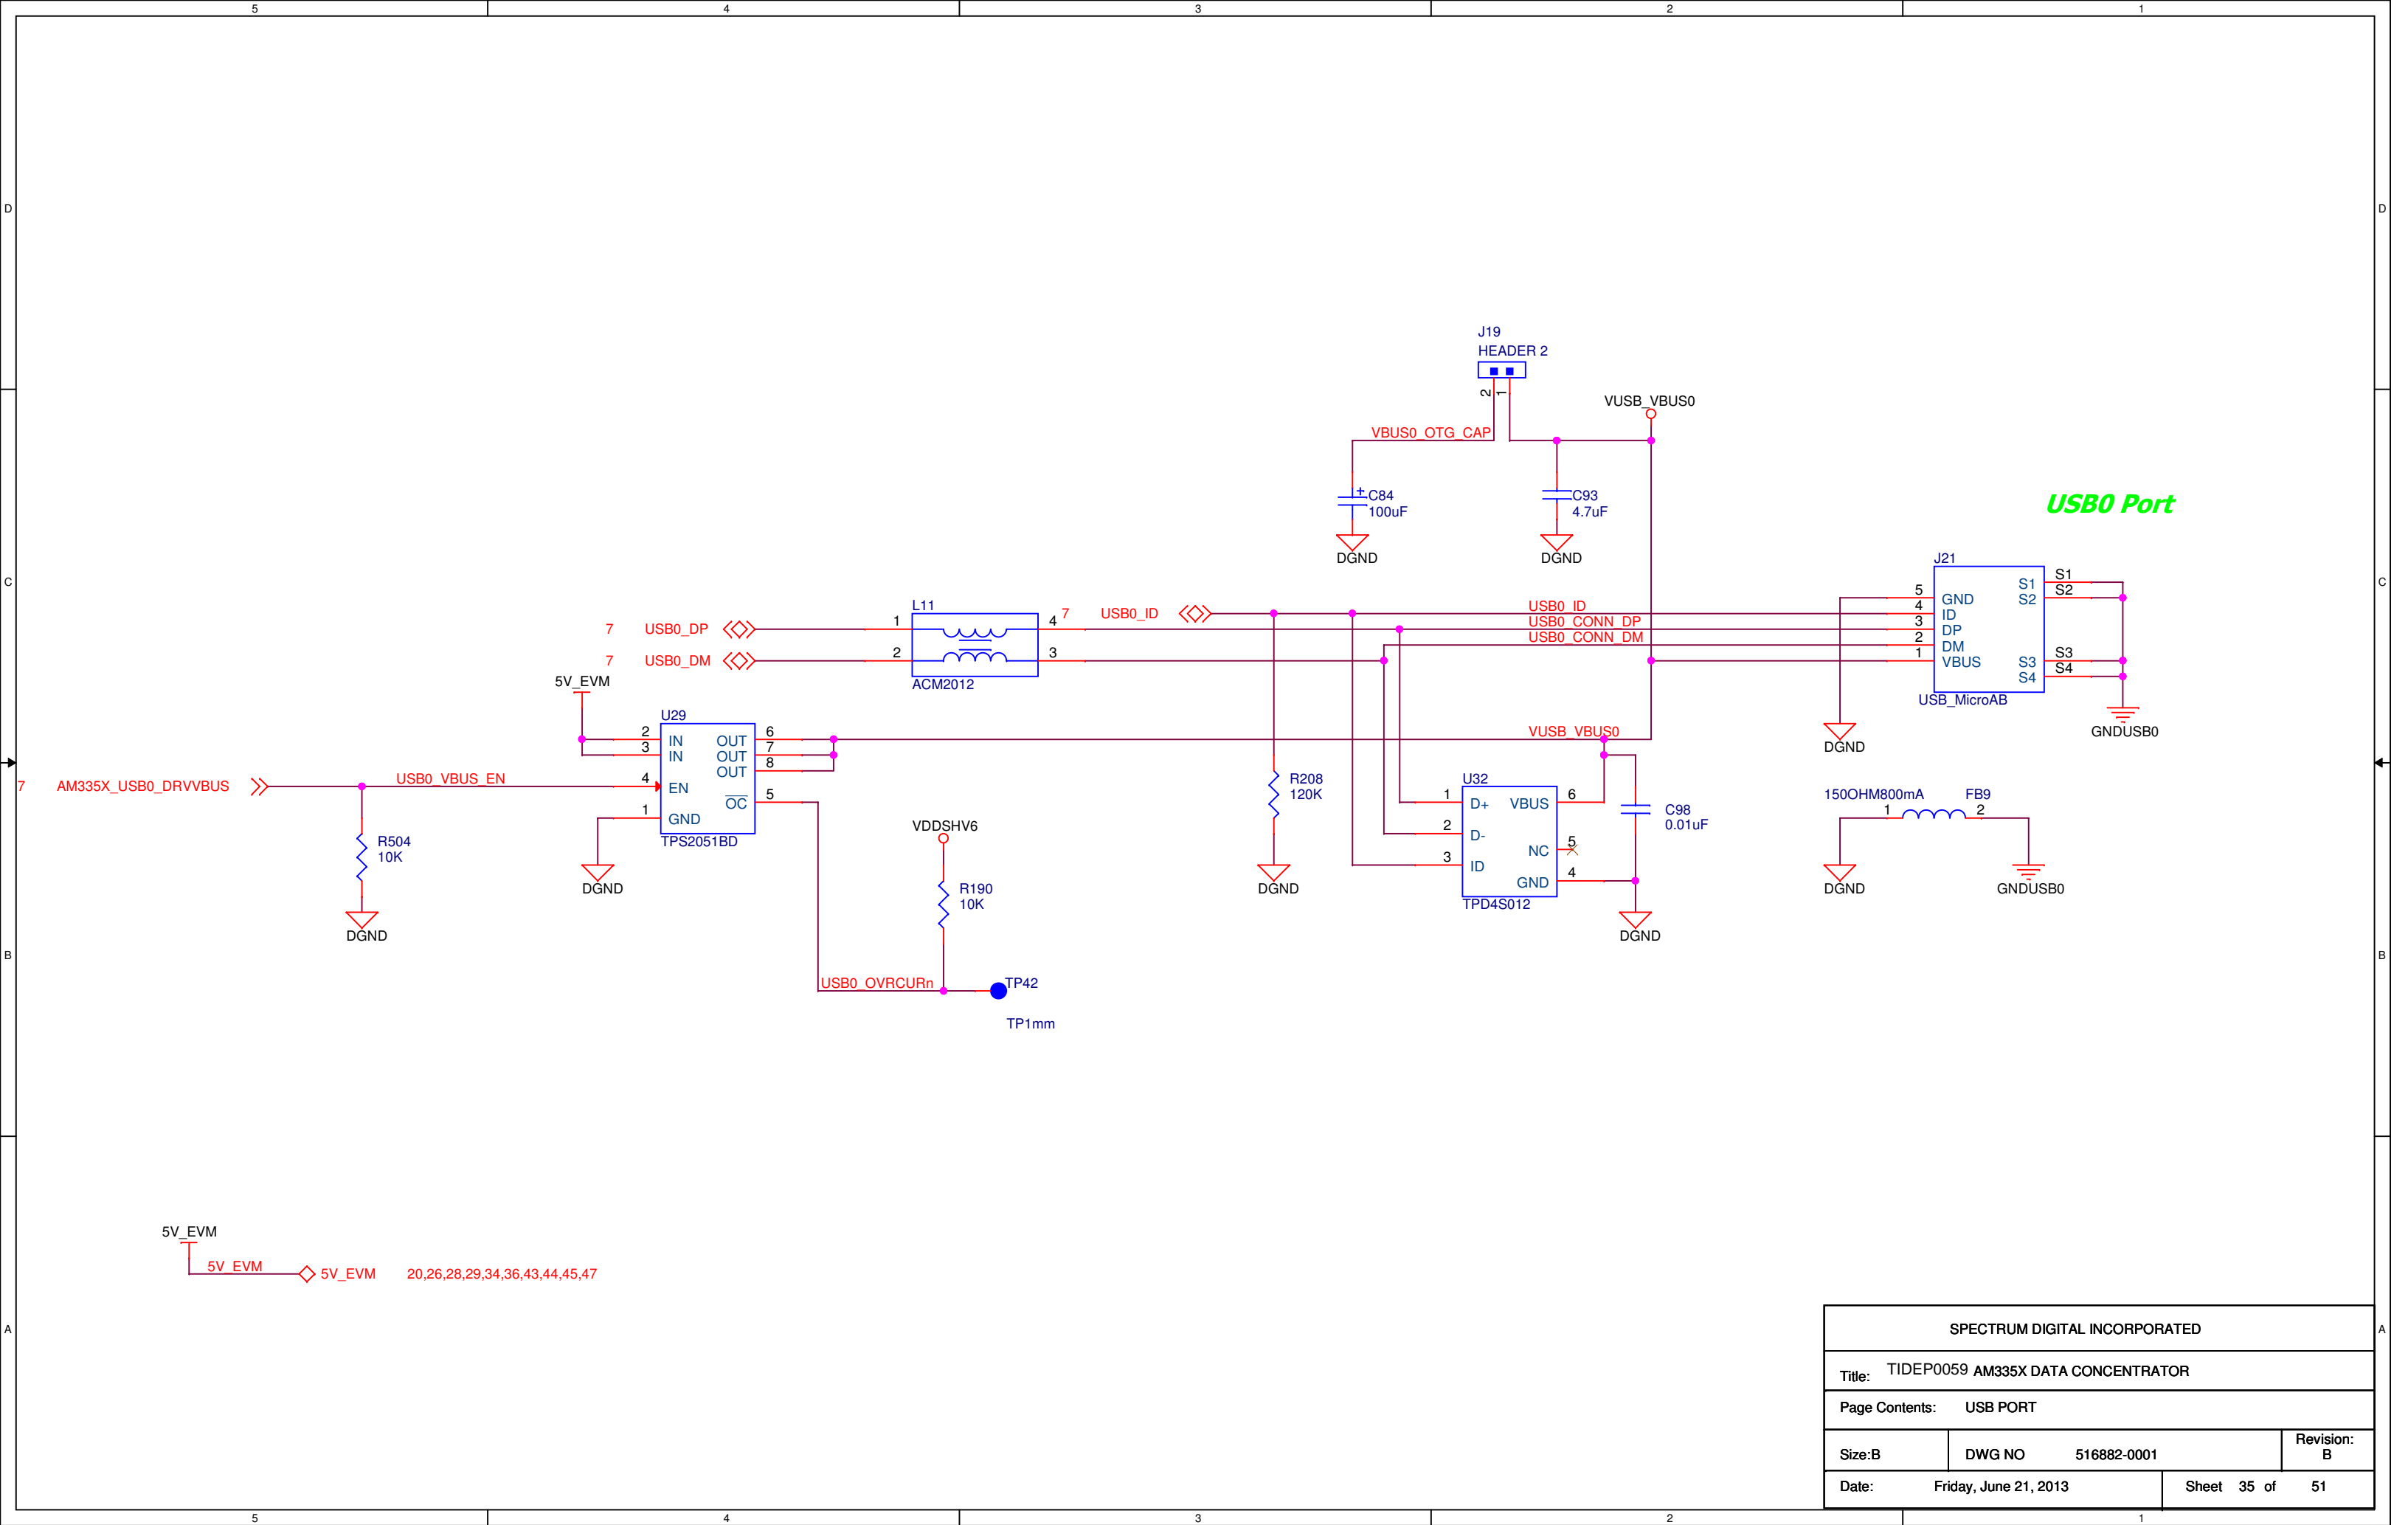 5 4 3 2 1
D D
J19
HEADER 2
2 1
VUSB_VBUS0
VBUS0_OTG_CAP
C84
100uF
+
DGND
C93
4.7uF
DGND
USB0 Port
C C
J21
5 GND
4 ID
3 DP
2 DM
1 VBUS
S1 S1
S2 S2
S3 S3
S4 S4
USB_MicroAB
DGND
GNDUSB0
L11
1 4
2 3
ACM2012
7 USB0_DP
7 USB0_DM
7 USB0_ID
USB0_ID
USB0_CONN_DP
USB0_CONN_DM
5V_EVM
U29
2 IN
3 IN
4 EN
1 GND
OUT 6
OUT 7
OUT 8
OC 5
TPS2051BD
DGND
7 AM335X_USB0_DRVVBUS
USB0_VBUS_EN
R504
10K
DGND
VDDSHV6
R190
10K
USB0_OVRCURn
TP42
TP1mm
R208
120K
DGND
VUSB_VBUS0
U32
1 D+
2 D-
3 ID
VBUS 6
NC 5
GND 4
TPD4S012
C98
0.01uF
DGND
150OHM800mA FB9
1 2
DGND
GNDUSB0
B B
5V_EVM
5V_EVM
5V_EVM 20,26,28,29,34,36,43,44,45,47
A A
SPECTRUM DIGITAL INCORPORATED
Title: TIDEP0059 AM335X DATA CONCENTRATOR
Page Contents: USB PORT
Size:B DWG NO 516882-0001 Revision: B
Date: Friday, June 21, 2013 Sheet 35 of 51
5 4 3 2 1